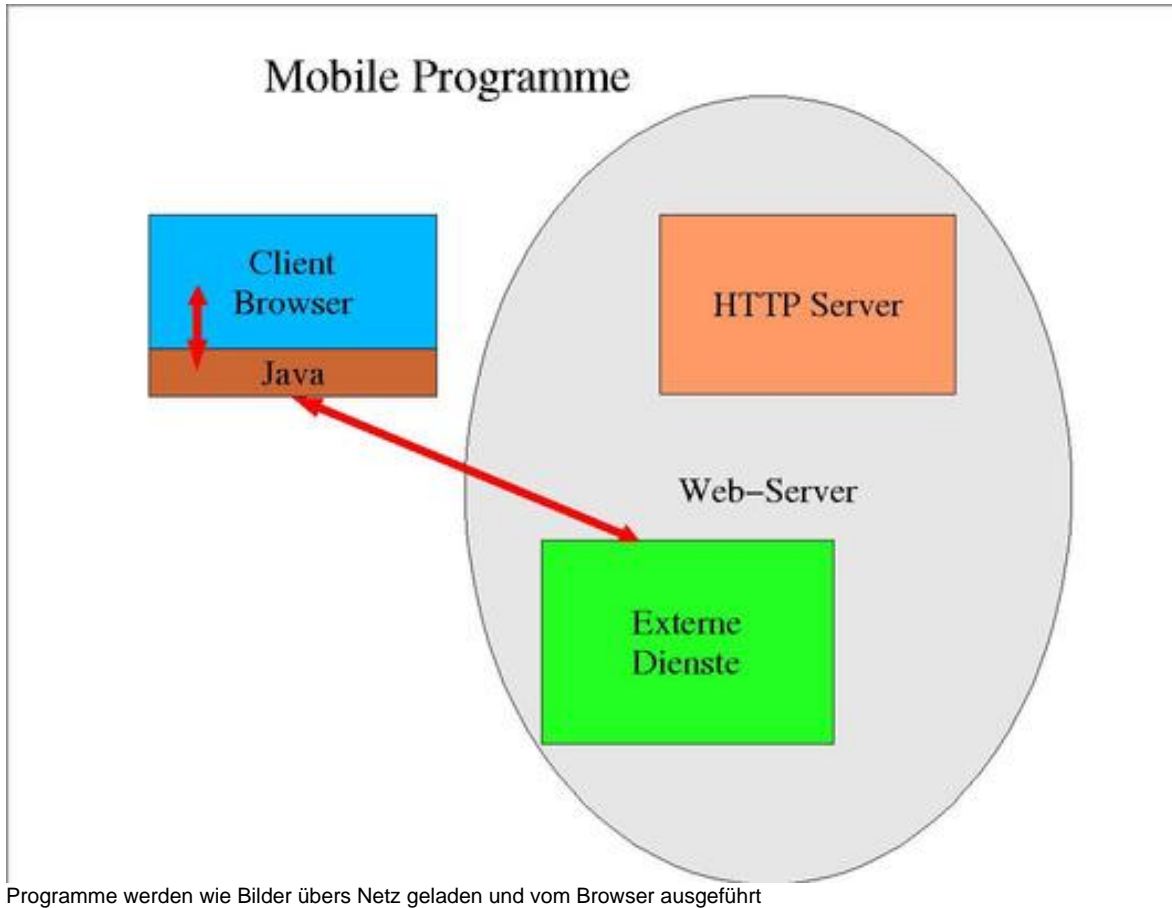 Mobile Programme
Client
Browser
Java
HTTP Server
Web–Server
Externe
Dienste
Programme werden wie Bilder übers Netz geladen und vom Browser ausgeführt